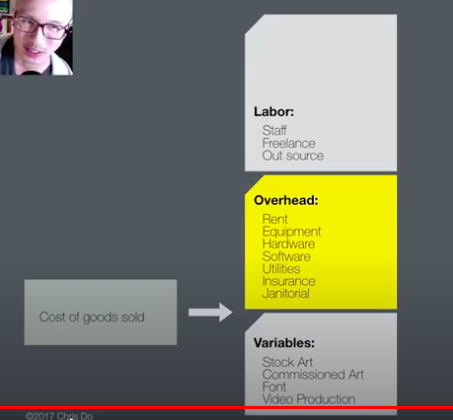 Labor:
Staff
Freelance
Out source
Overhead:
Rent
Equipment
Hardware
Software
Utilities
Insurance
Janitorial
Cost of goods sold
Variables:
Stock Art
Commissioned Art
Font
Video Production
©2017 Chris Do